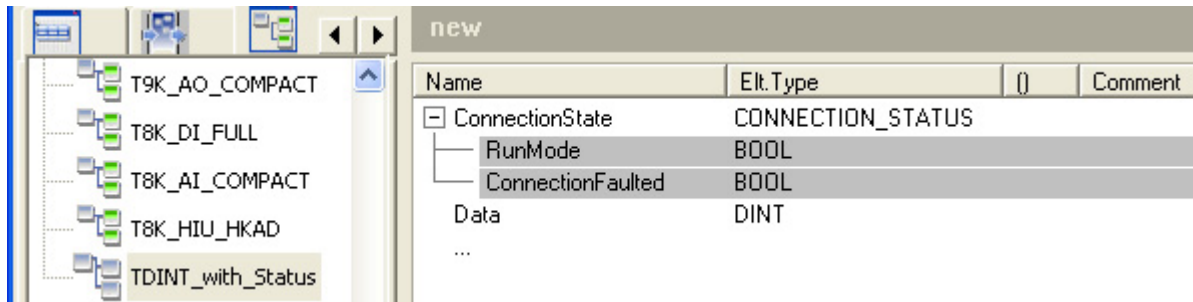 T9K_AO_COMPACT
T8K_DI_FULL
T8K_AI_COMPACT
T8K_HIU_HKAD
TDINT_with_Status
new
Name Elt.Type () Comment
ConnectionState CONNECTION_STATUS
RunMode BOOL
ConnectionFaulted BOOL
Data DINT
...